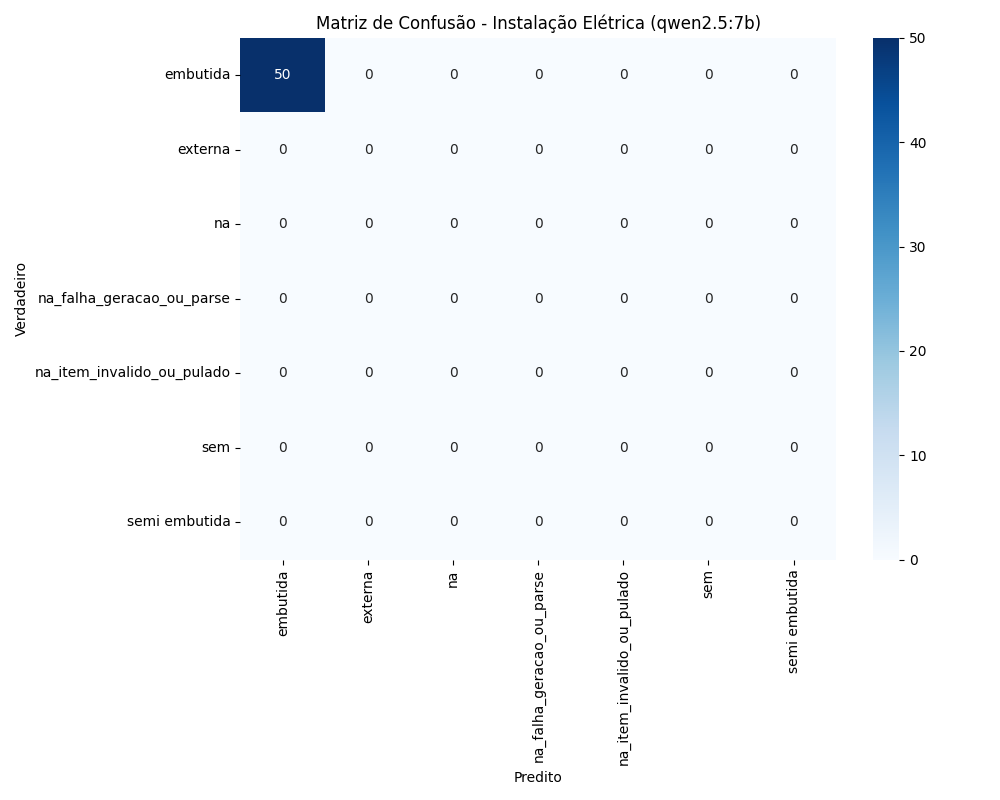 Matriz de Confusão - Instalação Elétrica (qwen2.5:7b)
Verdadeiro
embutida 50 0 0 0 0 0 0
externa 0 0 0 0 0 0 0
na 0 0 0 0 0 0 0
na_falha_geracao_ou_parse 0 0 0 0 0 0 0
na_item_invalido_ou_pulado 0 0 0 0 0 0 0
sem 0 0 0 0 0 0 0
semi embutida 0 0 0 0 0 0 0
embutida
externa
na
na_falha_geracao_ou_parse
na_item_invalido_ou_pulado
sem
semi embutida
Predito
50
40
30
20
10
0